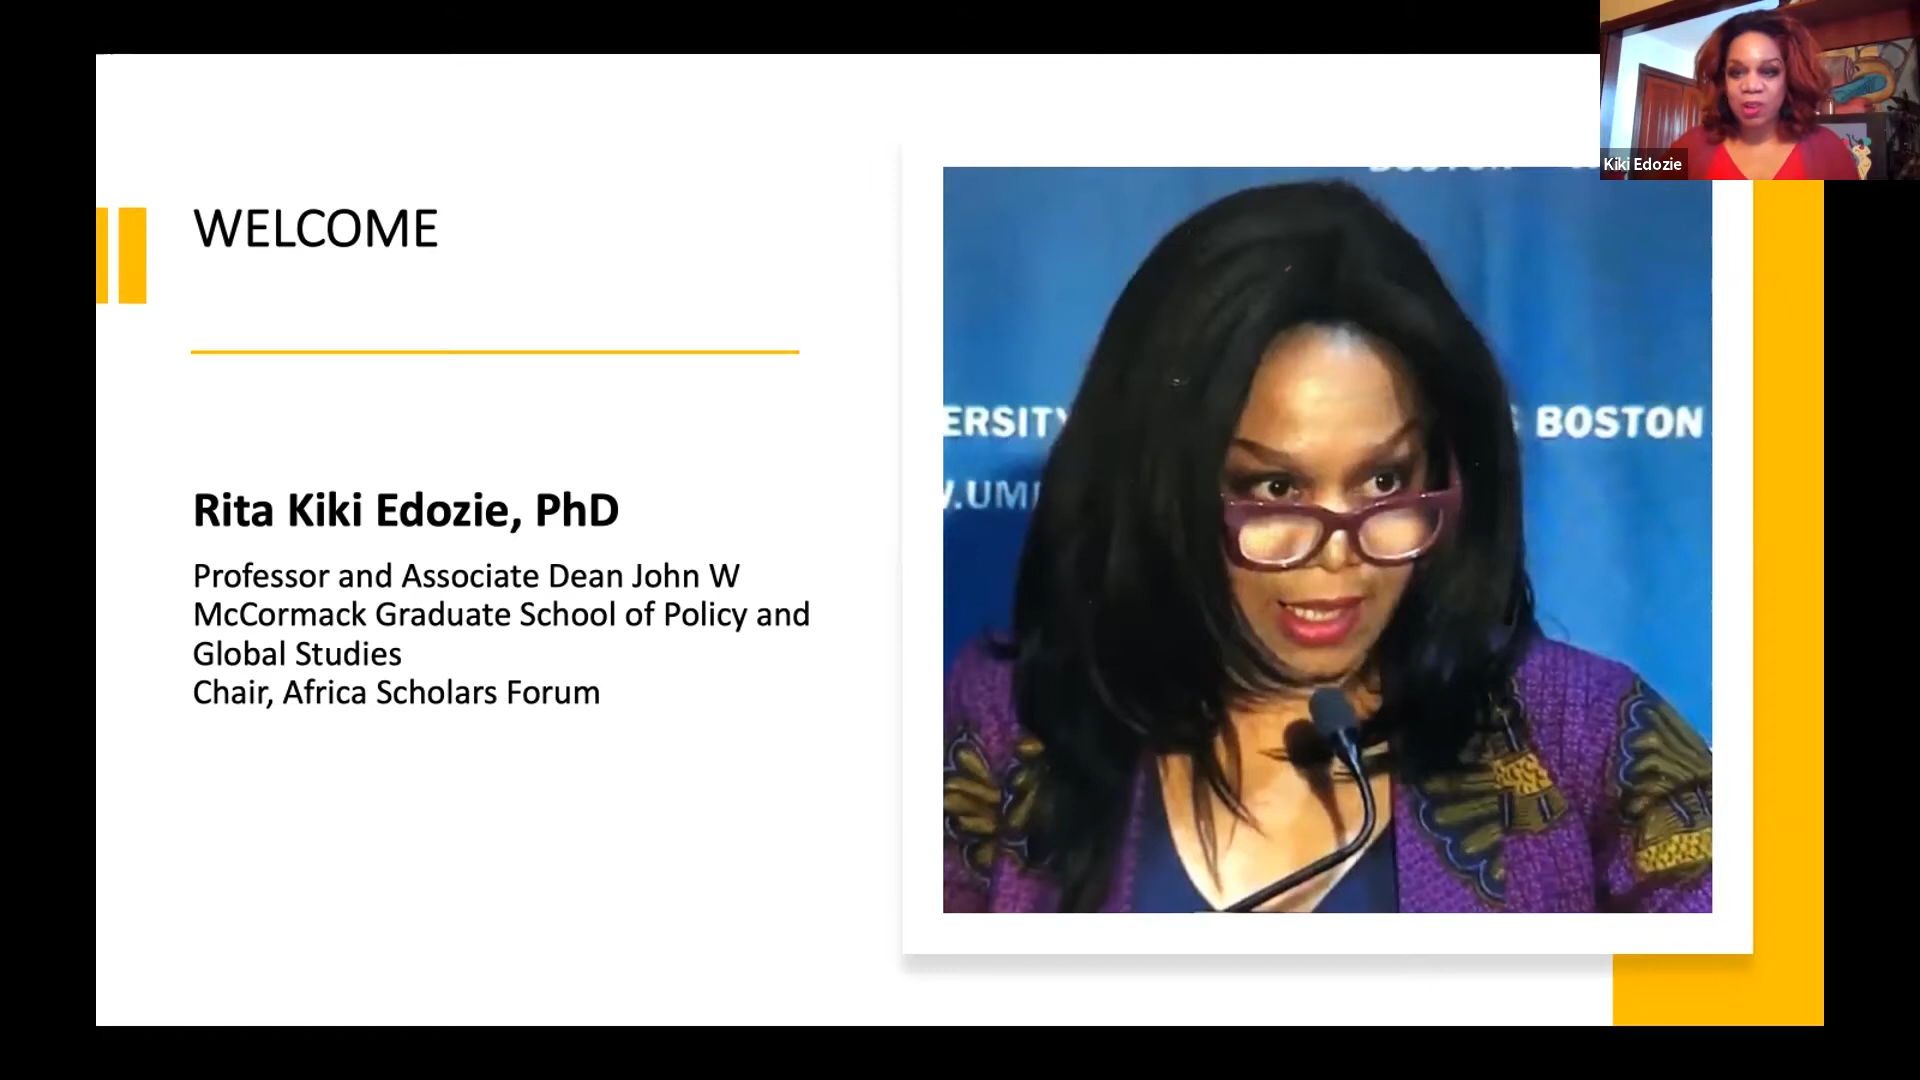 WELCOME
Rita Kiki Edozie, PhD
Professor and Associate Dean John W
McCormack Graduate School of Policy and
Global Studies
Chair, Africa Scholars Forum
BOSTON
ERSITY
BOSTON
.UM
Kiki Edozie